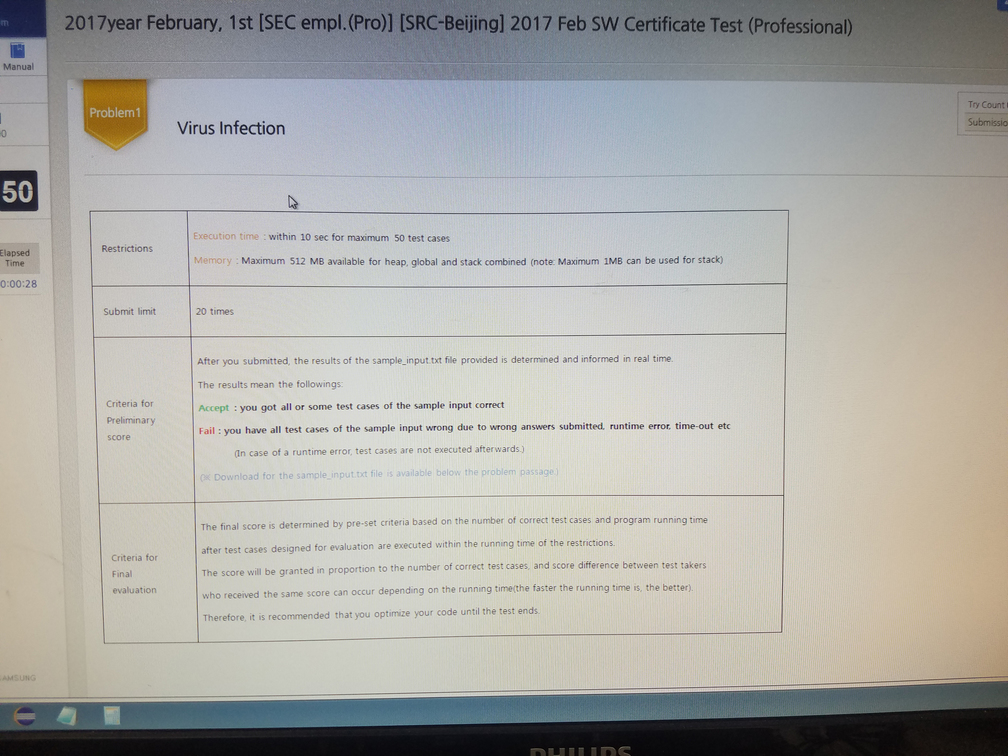 2017year February, 1st [SEC empl.(Pro)] [SRC-Beijing] 2017 Feb SW Certificate Test (Professional)
Manual
Problem1
Virus Infection
Try Count
Submissio
50
Elapsed
Time
0:00:28
Restrictions
Execution time : within 10 sec for maximum 50 test cases
Memory : Maximum 512 MB available for heap, global and stack combined (note: Maximum 1MB can be used for stack)
Submit limit
20 times
Criteria for
Preliminary
score
After you submitted, the results of the sample_input.txt file provided is determined and informed in real time.
The results mean the followings:
Accept : you got all or some test cases of the sample input correct
Fail : you have all test cases of the sample input wrong due to wrong answers submitted, runtime error, time-out etc
(In case of a runtime error, test cases are not executed afterwards.)
(※ Download for the sample_input.txt file is available below the problem passage.)
Criteria for
Final
evaluation
The final score is determined by pre-set criteria based on the number of correct test cases and program running time
after test cases designed for evaluation are executed within the running time of the restrictions.
The score will be granted in proportion to the number of correct test cases, and score difference between test takers
who received the same score can occur depending on the running time(the faster the running time is, the better).
Therefore, it is recommended that you optimize your code until the test ends.
SAMSUNG
PHILIPS